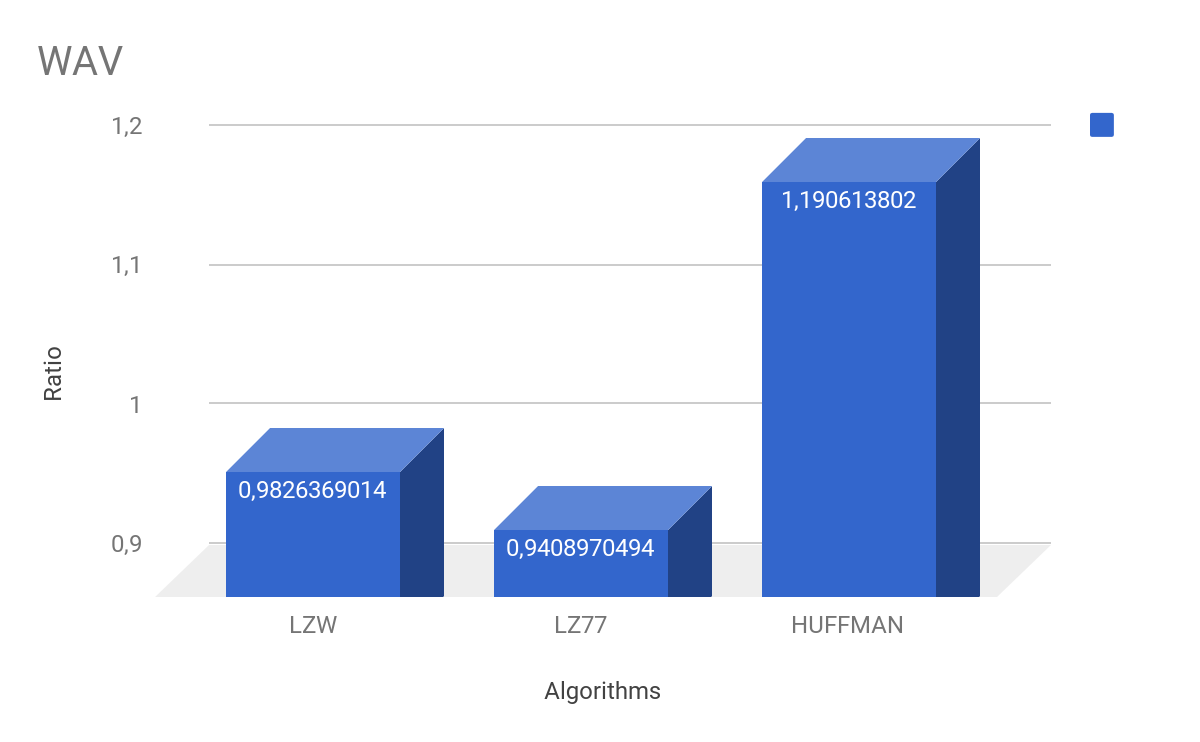 WAV
1,2
1,1
1
0,9
Ratio
0,9826369014
0,9408970494
1,190613802
LZW
LZ77
HUFFMAN
Algorithms